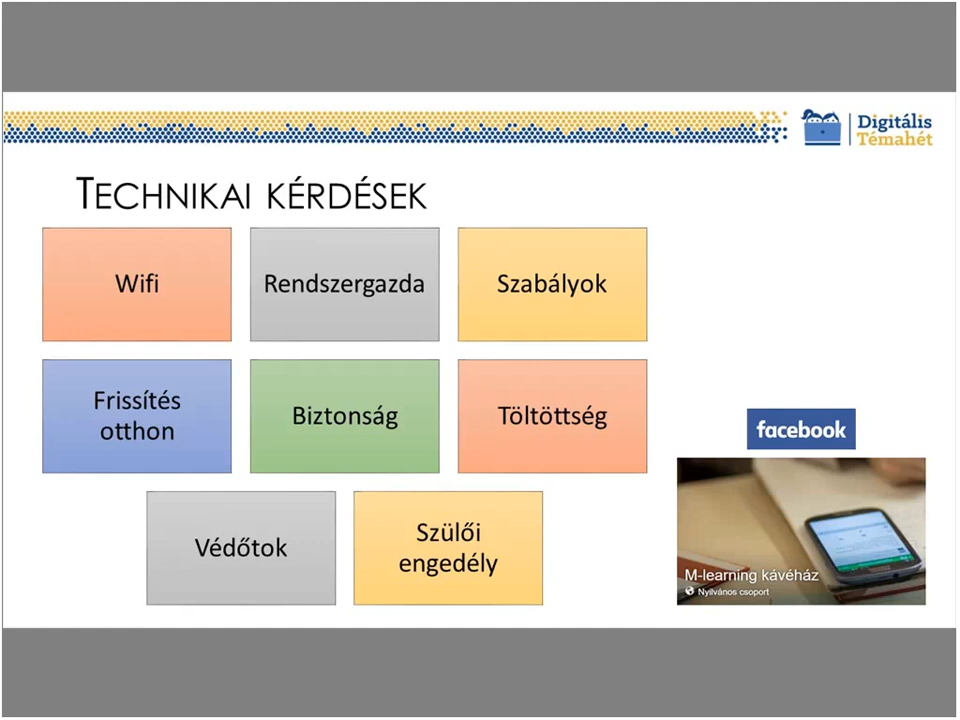 Digitális
Témahét
TECHNIKAI KÉRDÉSEK
Wifi
Rendszergazda
Szabályok
Frissítés
otthon
Biztonság
Töltöttség
Védőtok
Szülői
engedély
facebook
M-learning kávéház
Nyilvános csoport